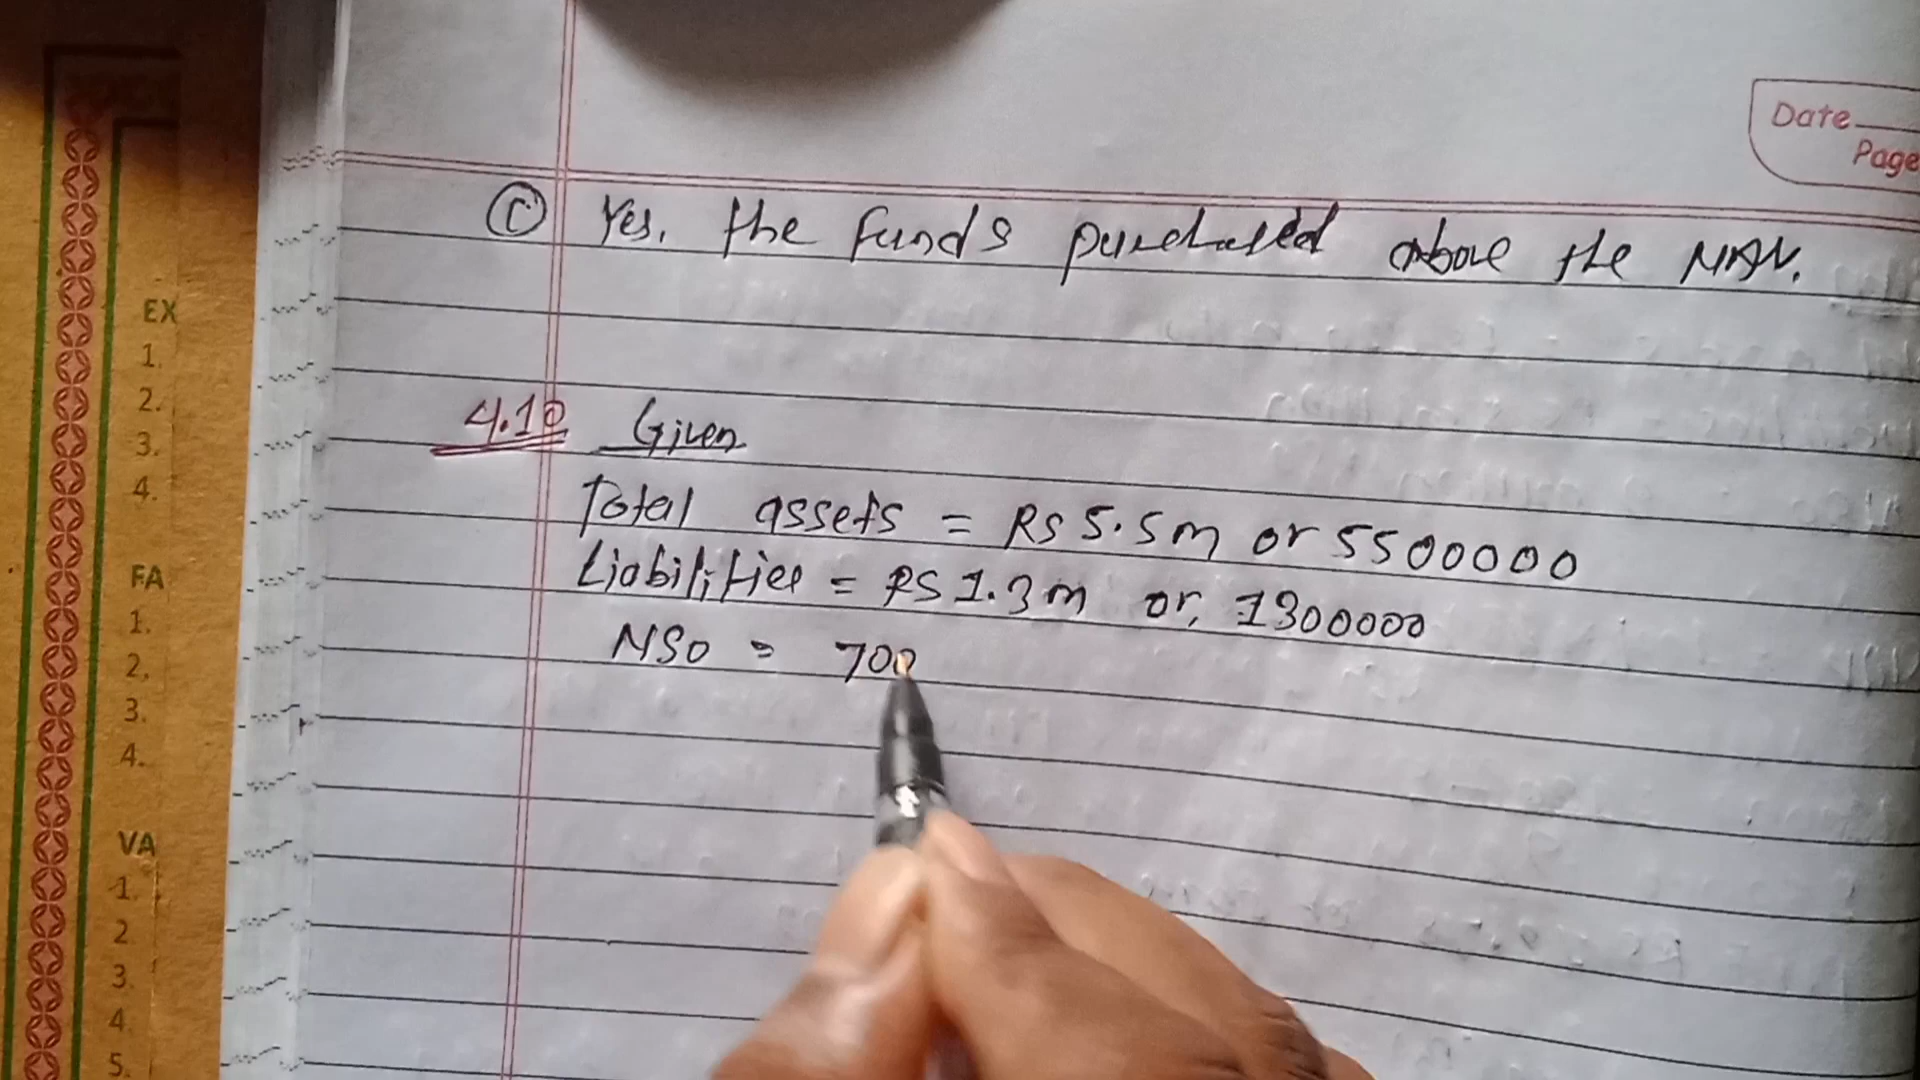 Date
Page
C Yes. the funds purchased above the NAV.
4.10 Given
Total assets = Rs 5.5m or 5500000
Liabilities = RS 1.3m or, 1300000
NSO = 700
EX
1.
2.
3.
4.
FA
1.
2,
3.
4.
VA
1.
2
3.
4.
5.